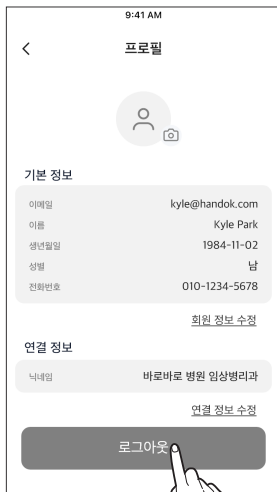 9:41 AM
프로필
기본 정보
이메일 kyle@handok.com
이름 Kyle Park
생년월일 1984-11-02
성별 남
전화번호 010-1234-5678
회원 정보 수정
연결 정보
닉네임 바로바로 병원 임상병리과
연결 정보 수정
로그아웃